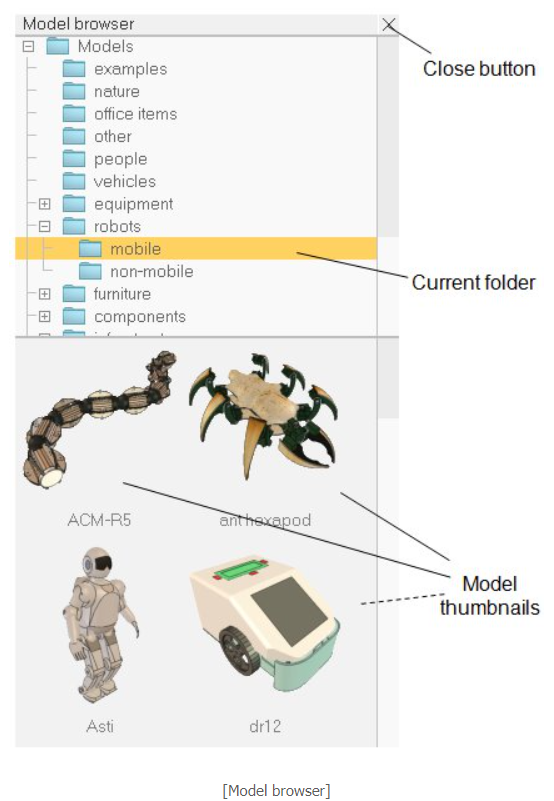 Model browser
Models
Close button
examples
nature
office items
other
people
vehicles
equipment
robots
mobile
non-mobile
Current folder
furniture
components
ACM-R5
ant hexapod
Model
thumbnails
Asti
dr12
[Model browser]